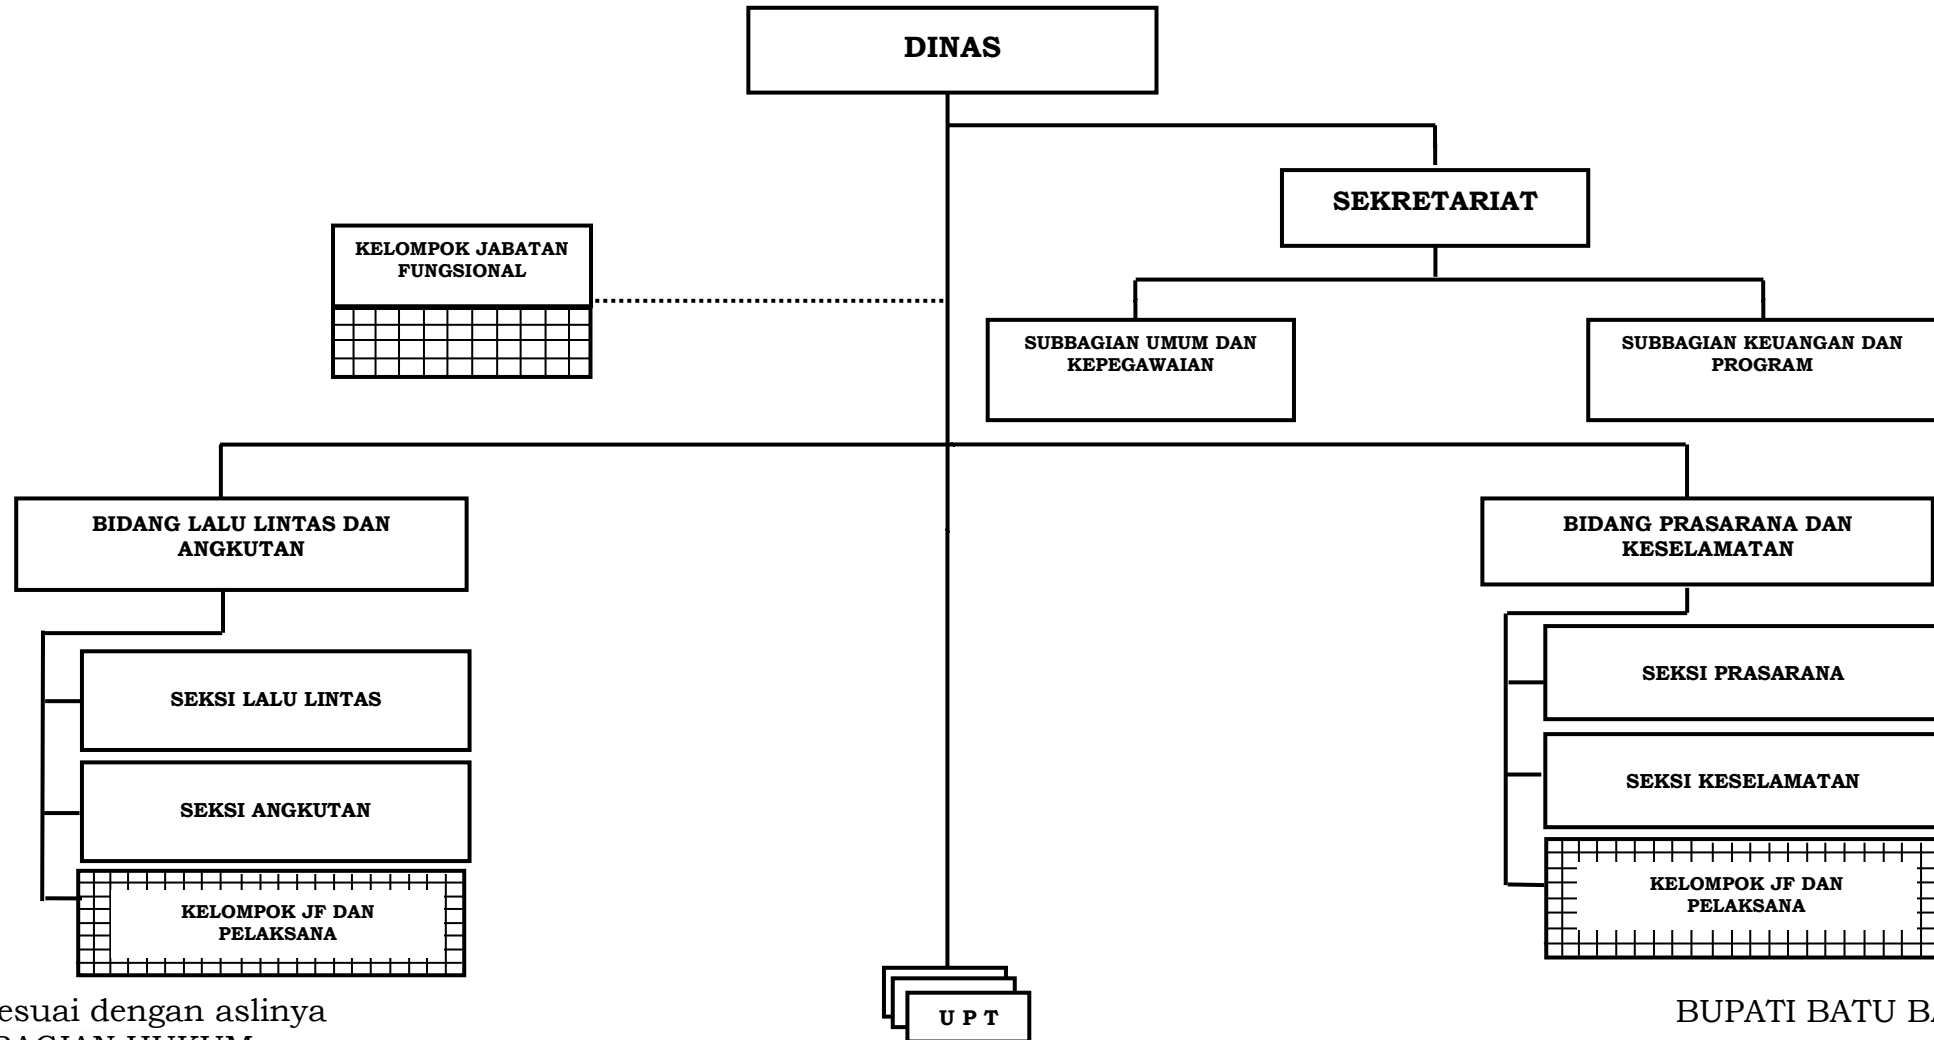 DINAS
SEKRETARIAT
KELOMPOK JABATAN
FUNGSIONAL
SUBBAGIAN UMUM DAN
KEPEGAWAIAN
SUBBAGIAN KEUANGAN DAN
PROGRAM
BIDANG LALU LINTAS DAN
ANGKUTAN
BIDANG PRASARANA DAN
KESELAMATAN
SEKSI LALU LINTAS
SEKSI ANGKUTAN
KELOMPOK JF DAN
PELAKSANA
SEKSI PRASARANA
SEKSI KESELAMATAN
KELOMPOK JF DAN
PELAKSANA
U P T
esuai dengan aslinya
BAGIAN HUKUM
BUPATI BATU BA